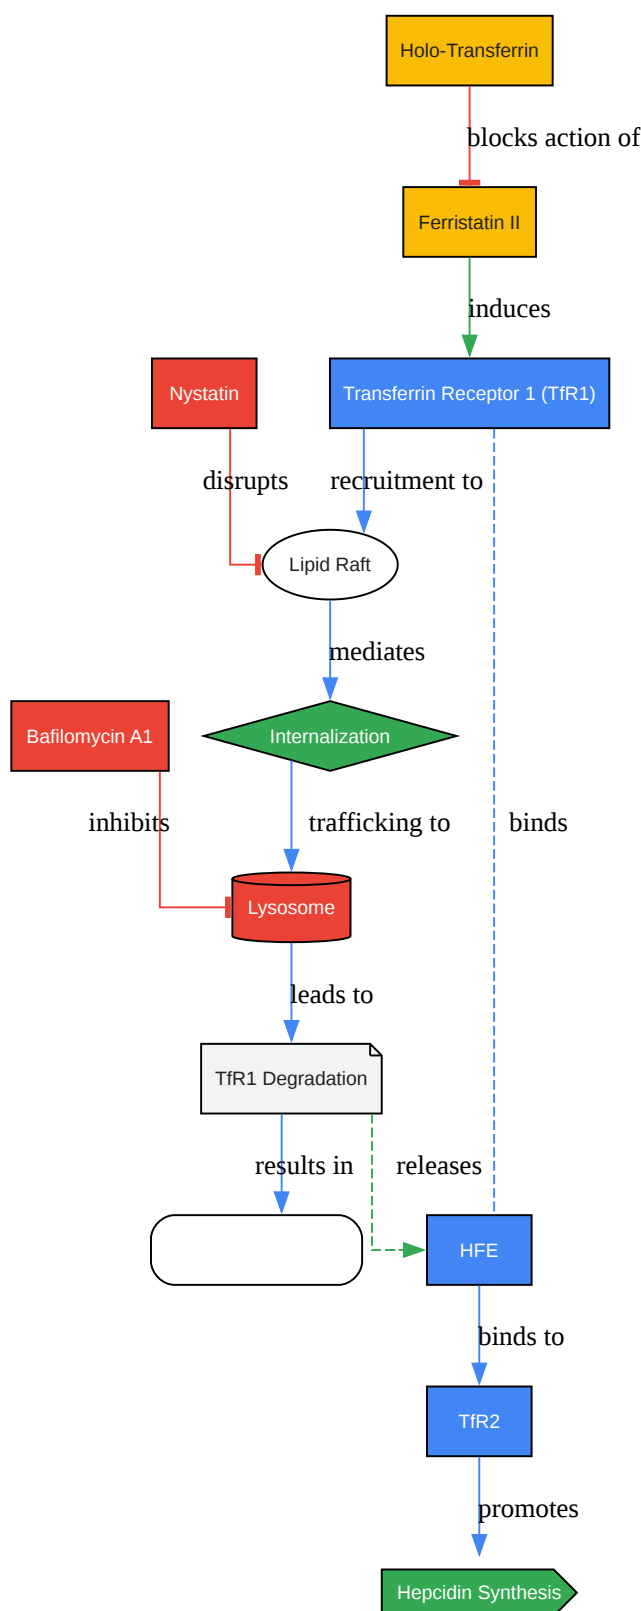 Holo-Transferrin
blocks action of
Ferristatin II
induces
Nystatin
Transferrin Receptor 1 (TfR1)
disrupts
recruitment to
Lipid Raft
mediates
Bafilomycin A1
Internalization
inhibits
trafficking to
binds
Lysosome
leads to
TfR1 Degradation
results in
releases
HFE
binds to
TfR2
promotes
Hepcidin Synthesis